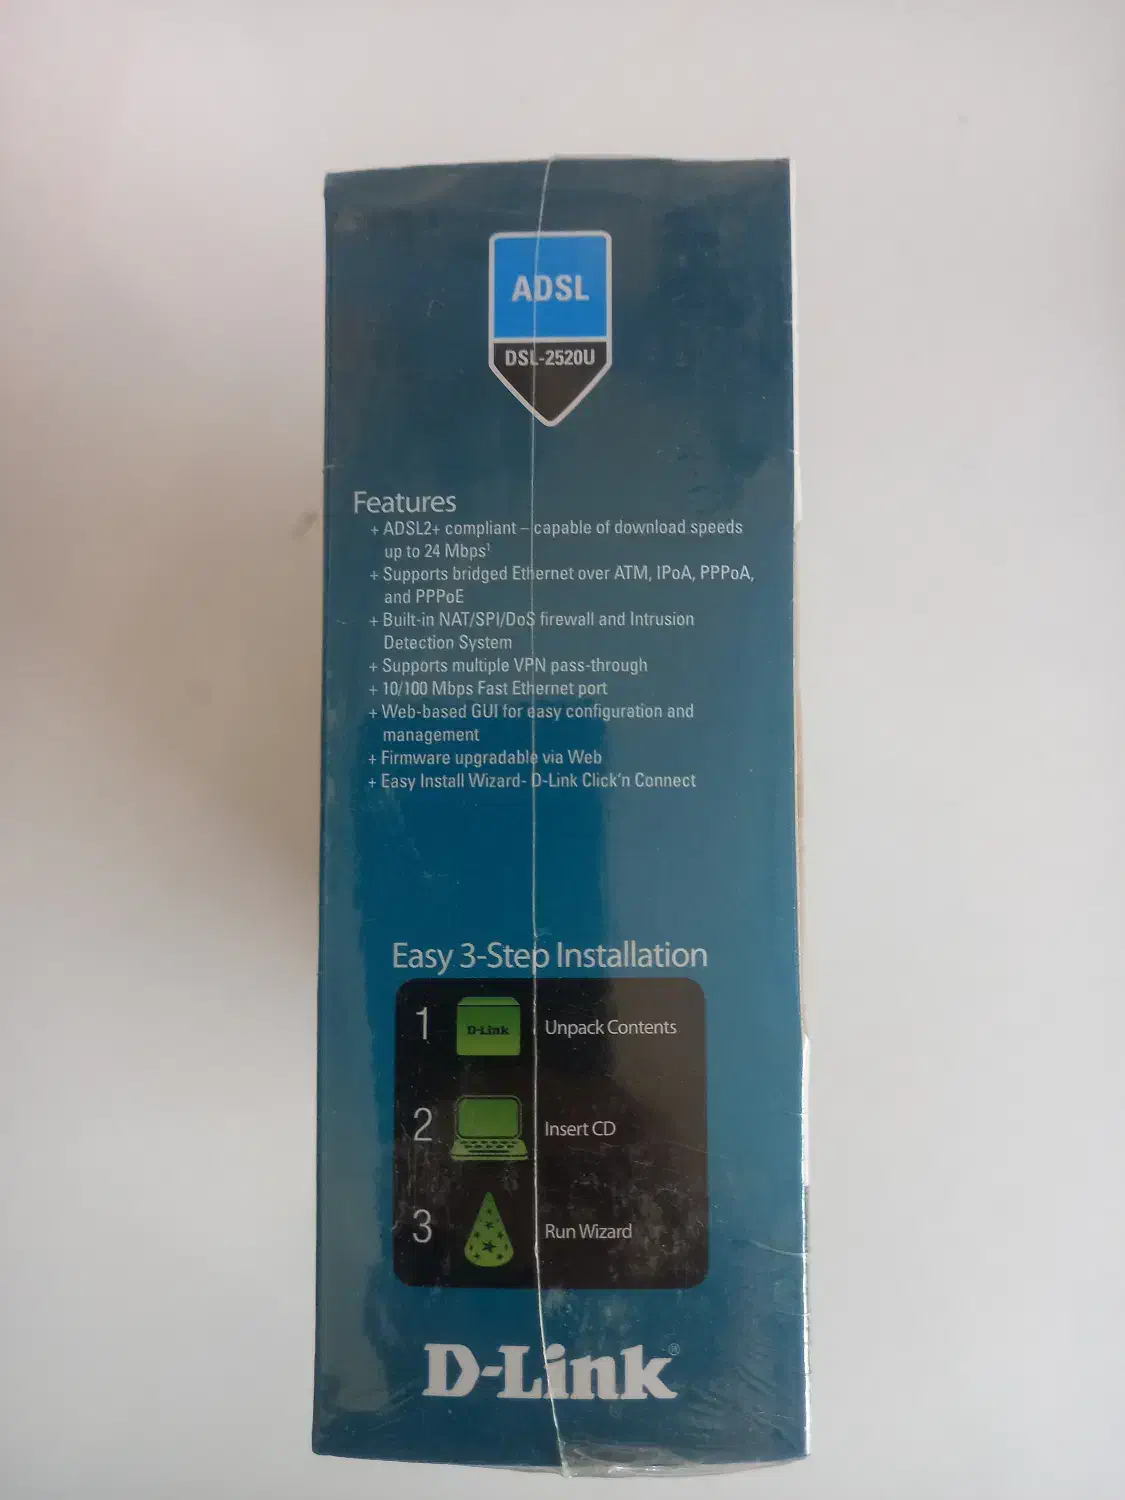 ADSL
DSL-2520U
Features
+ ADSL2+ compliant – capable of download speeds
up to 24 Mbps¹
+ Supports bridged Ethernet over ATM, IPoA, PPPoA,
and PPPoE
+ Built-in NAT/SPI/DoS firewall and Intrusion
Detection System
+ Supports multiple VPN pass-through
+ 10/100 Mbps Fast Ethernet port
+ Web-based GUI for easy configuration and
management
+ Firmware upgradable via Web
+ Easy Install Wizard- D-Link Click'n Connect
Easy 3-Step Installation
1 D-Link Unpack Contents
2 Insert CD
3 Run Wizard
D-Link®